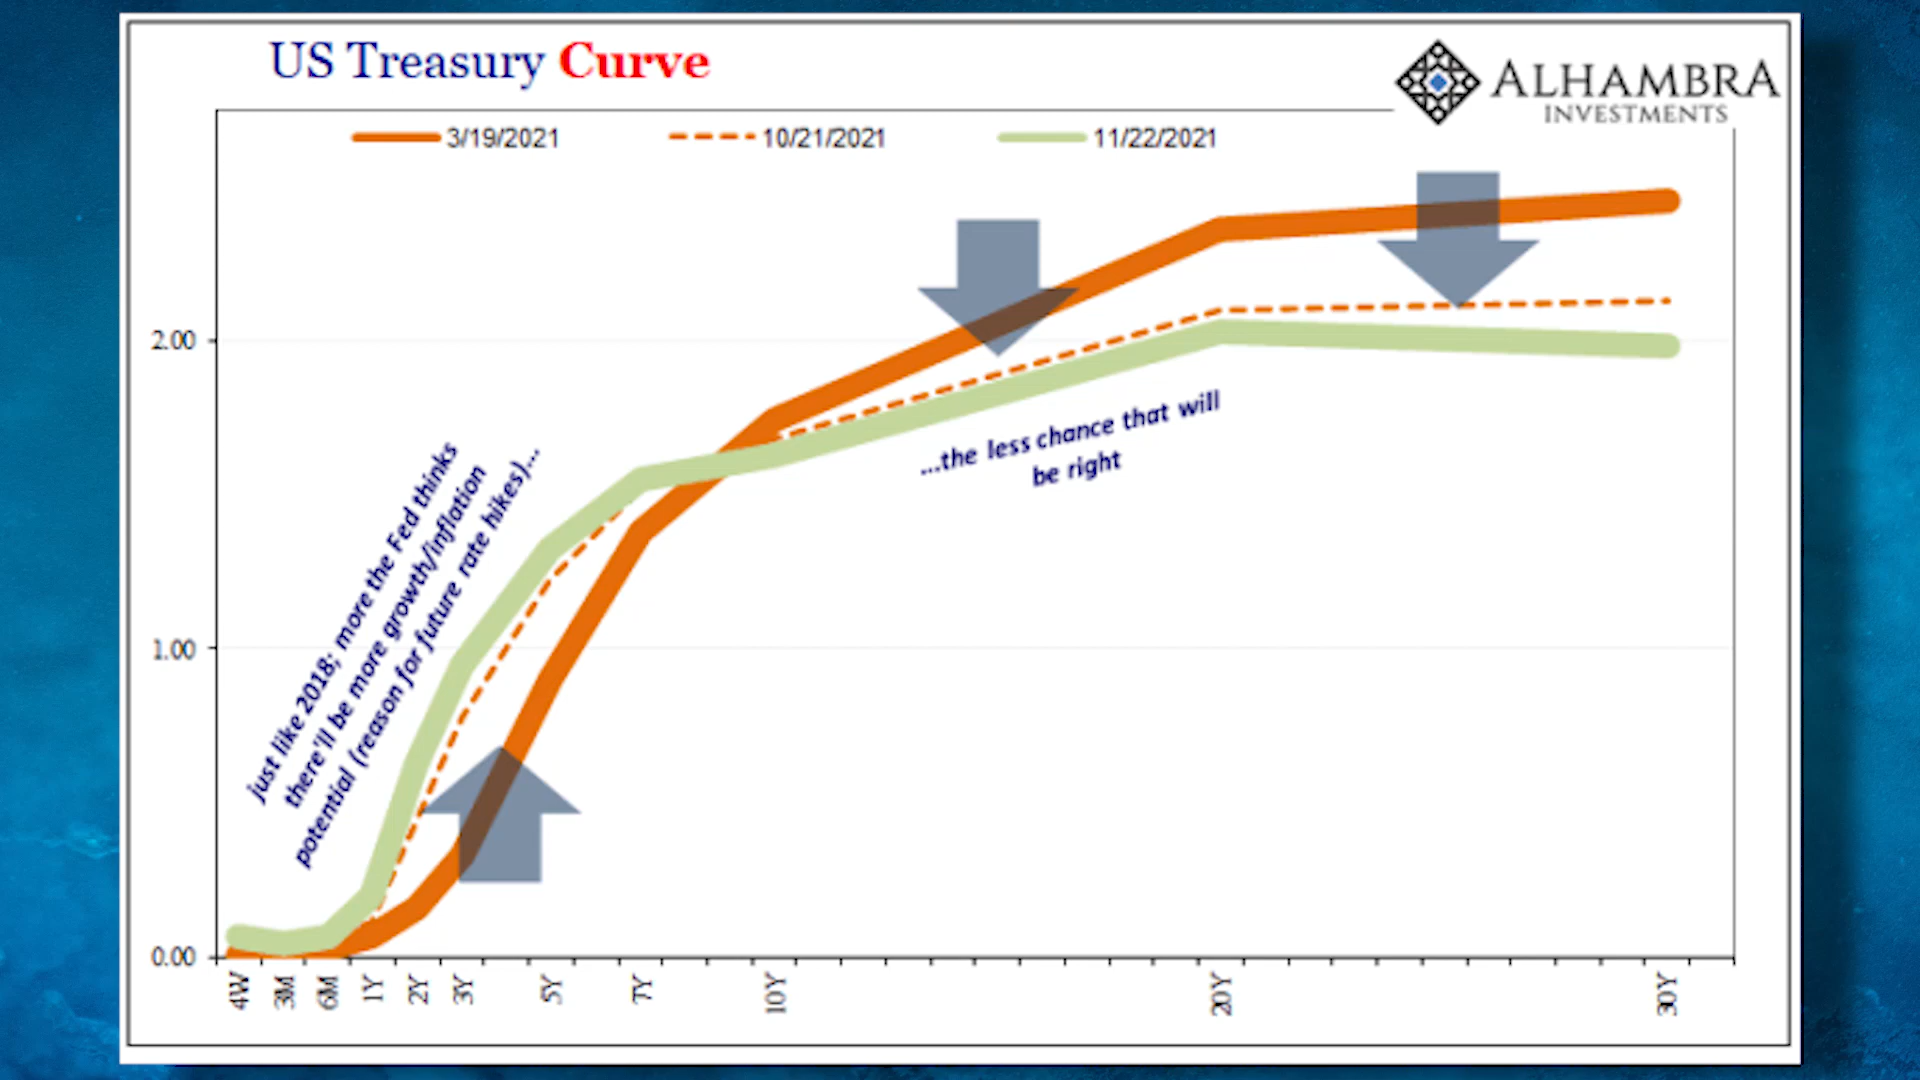 US Treasury Curve
ALHAMBRA
INVESTMENTS
3/19/2021
10/21/2021
11/22/2021
2.00
1.00
0.00
just like 2018; more the Fed thinks
there'll be more growth/inflation
potential (reason for future rate hikes)...
...the less chance that will
be right
4W
3M
6M
1Y
2Y
3Y
5Y
7Y
10Y
20Y
30Y